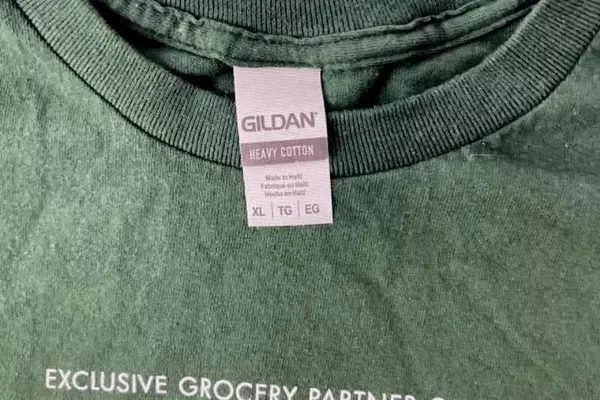 GILDAN®
HEAVY COTTON
Made in Haiti
Fabriqué en Haïti
Hecho en Haití
XL | TG | EG
EXCLUSIVE GROCERY PARTNER